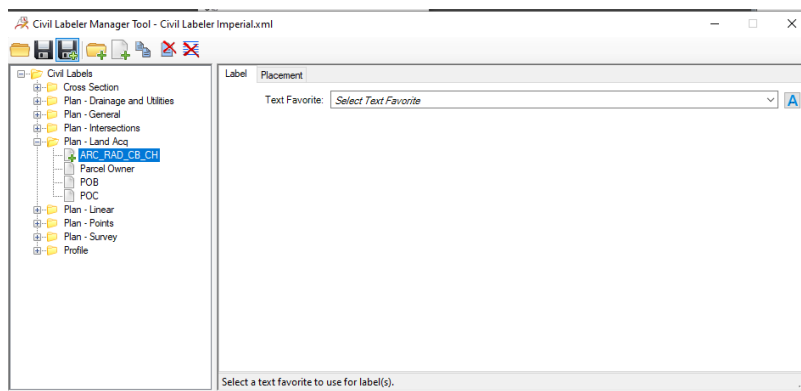 Civil Labeler Manager Tool - Civil Labeler Imperial.xml
Civil Labels
Cross Section
Plan - Drainage and Utilities
Plan - General
Plan - Intersections
Plan - Land Acq
ARC_RAD_CB_CH
Parcel Owner
POB
POC
Plan - Linear
Plan - Points
Plan - Survey
Profile
Label Placement
Text Favorite: Select Text Favorite A
Select a text favorite to use for label(s).